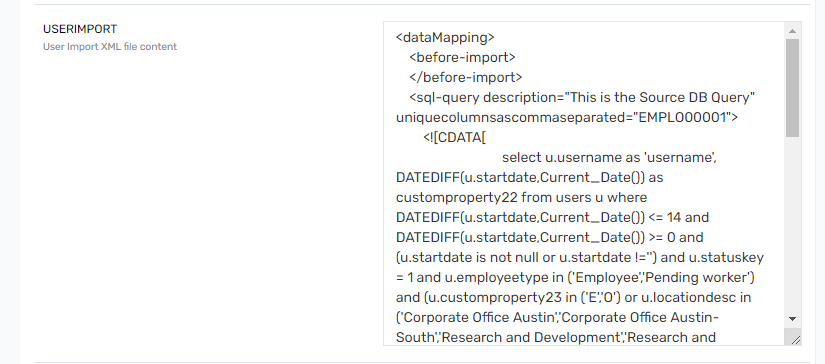 USERIMPORT
User Import XML file content
<dataMapping>
<before-import>
</before-import>
<sql-query description="This is the Source DB Query"
uniquecolumnsascommaseparated="EMPLOO0001">
<![CDATA[
select u.username as 'username',
DATEDIFF(u.startdate,Current_Date()) as
customproperty22 from users u where
DATEDIFF(u.startdate,Current_Date()) <= 14 and
DATEDIFF(u.startdate,Current_Date()) >= 0 and
(u.startdate is not null or u.startdate !='') and u.statuskey
= 1 and u.employeetype in ('Employee','Pending worker')
and (u.customproperty23 in ('E','O') or u.locationdesc in
('Corporate Office Austin','Corporate Office Austin-
South','Research and Development','Research and